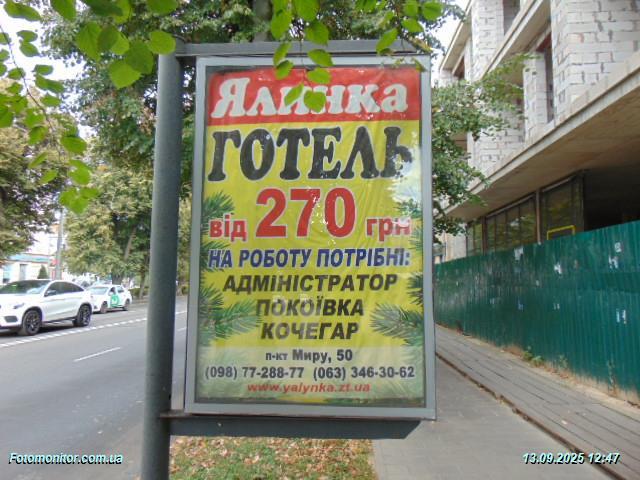 Ялинка
ГОТЕЛЬ
від 270 грн
НА РОБОТУ ПОТРІБНІ:
АДМІНІСТРАТОР
ПОКОЇВКА
КОЧЕГАР
п-кт Миру, 50
(098) 77-288-77 (063) 346-30-62
www.yalynka.zt.ua
Fotomonitor.com.ua
13.09.2025 12:47